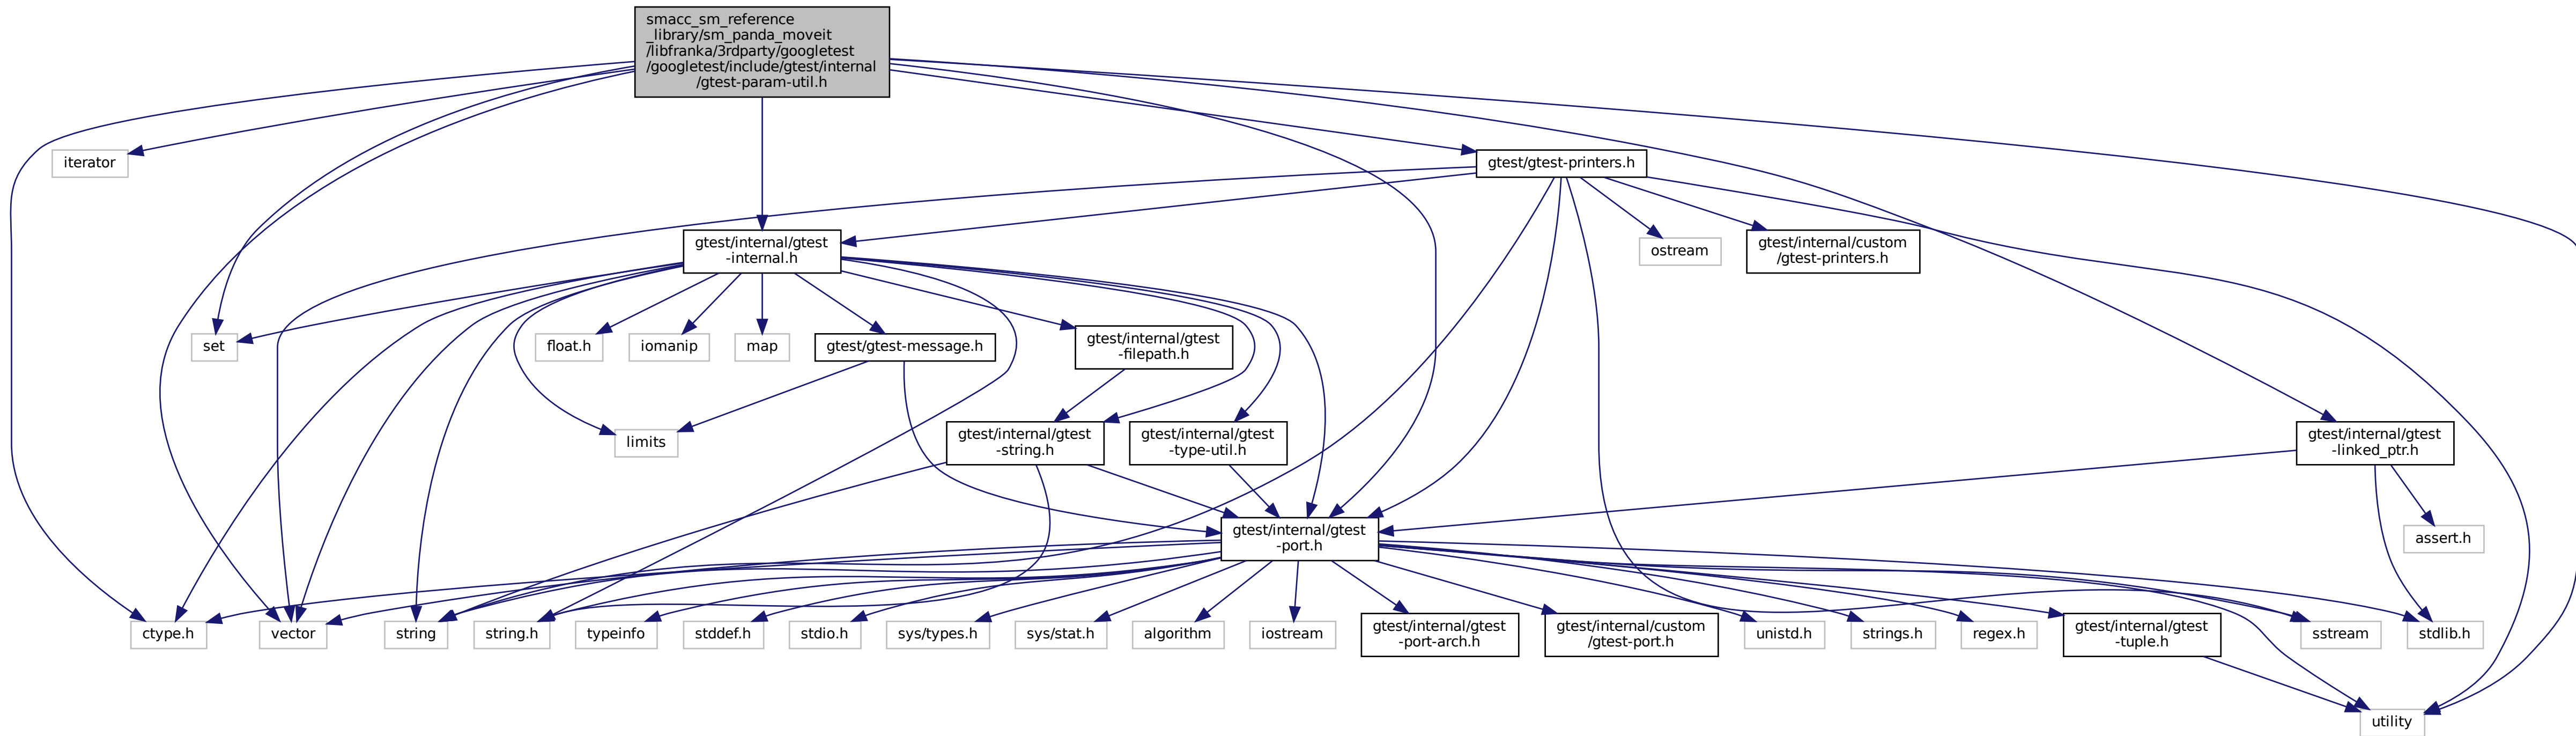 smacc_sm_reference
_library/sm_panda_moveit
/libfranka/3rdparty/googletest
/googletest/include/gtest/internal
/gtest-param-util.h
iterator
gtest/gtest-printers.h
gtest/internal/gtest
-internal.h
ostream
gtest/internal/custom
/gtest-printers.h
set
float.h
iomanip
map
gtest/gtest-message.h
gtest/internal/gtest
-filepath.h
limits
gtest/internal/gtest
-string.h
gtest/internal/gtest
-type-util.h
gtest/internal/gtest
-linked_ptr.h
gtest/internal/gtest
-port.h
assert.h
ctype.h
vector
string
string.h
typeinfo
stddef.h
stdio.h
sys/types.h
sys/stat.h
algorithm
iostream
gtest/internal/gtest
-port-arch.h
gtest/internal/custom
/gtest-port.h
unistd.h
strings.h
regex.h
gtest/internal/gtest
-tuple.h
sstream
stdlib.h
utility